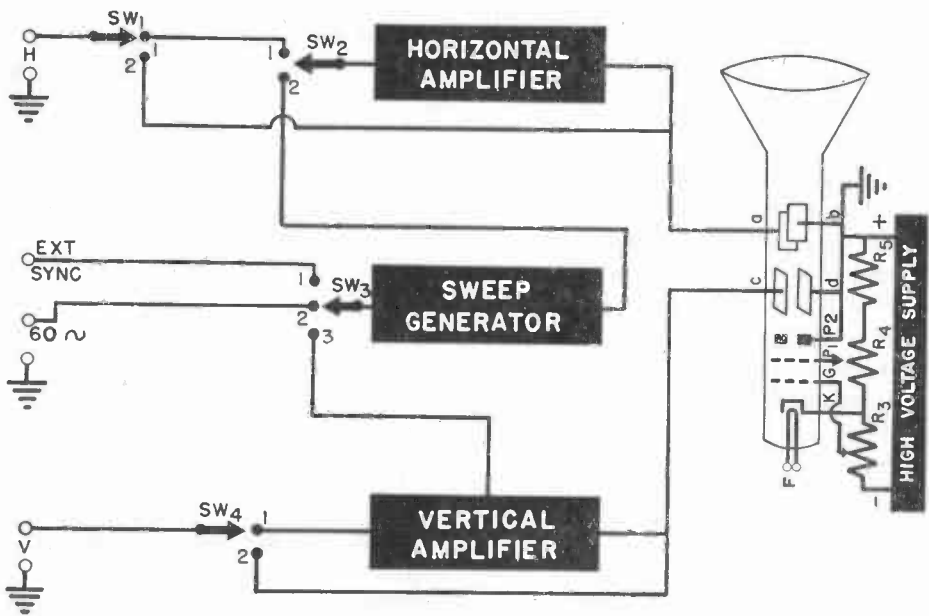 SW1
H
1
2
1
SW2
2
HORIZONTAL
AMPLIFIER
EXT
SYNC
1
SW3
2
60~
3
SWEEP
GENERATOR
V
SW4
1
2
VERTICAL
AMPLIFIER
a
b
c
d
P2
P1
G
K
F
+
R5
R4
R3
-
HIGH VOLTAGE SUPPLY